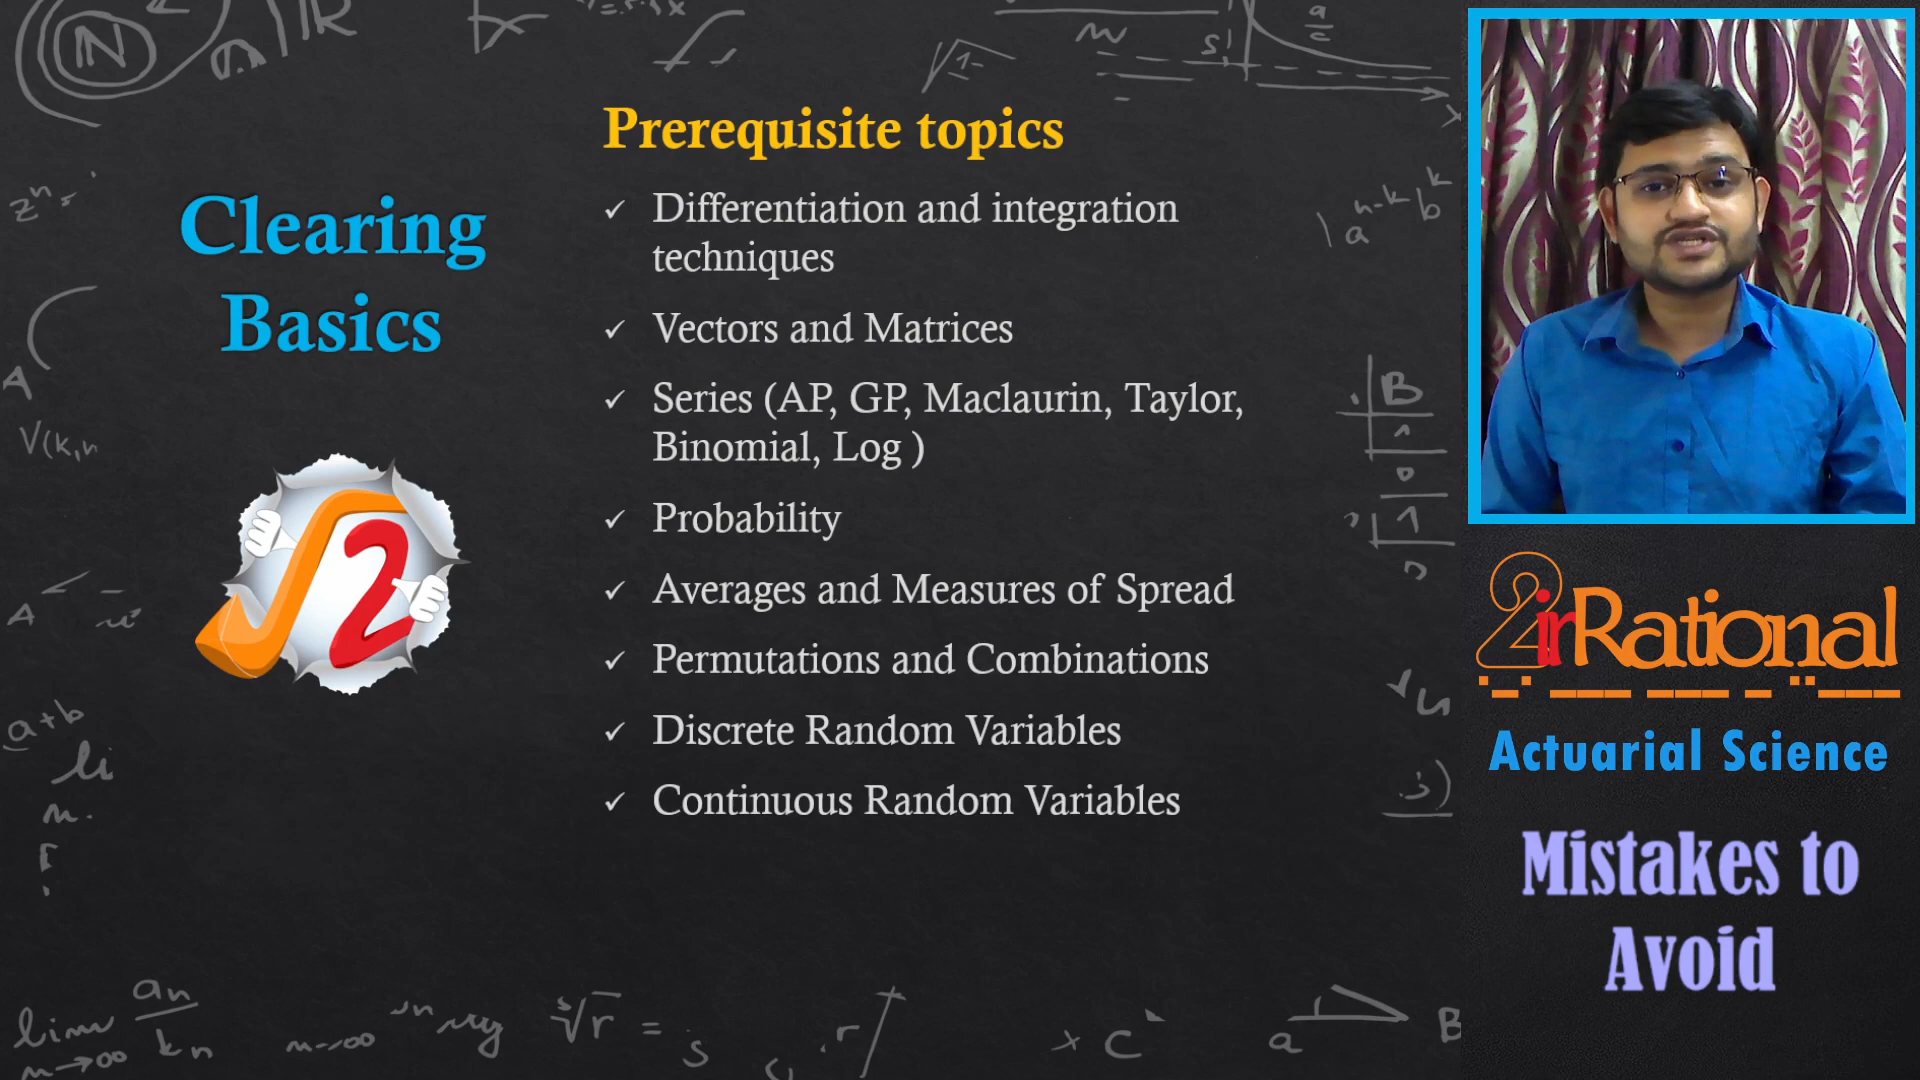 Clearing
Basics
Prerequisite topics
✓ Differentiation and integration
techniques
✓ Vectors and Matrices
✓ Series (AP, GP, Maclaurin, Taylor,
Binomial, Log )
✓ Probability
✓ Averages and Measures of Spread
✓ Permutations and Combinations
✓ Discrete Random Variables
✓ Continuous Random Variables
√2
2irRational
Actuarial Science
Mistakes to
Avoid